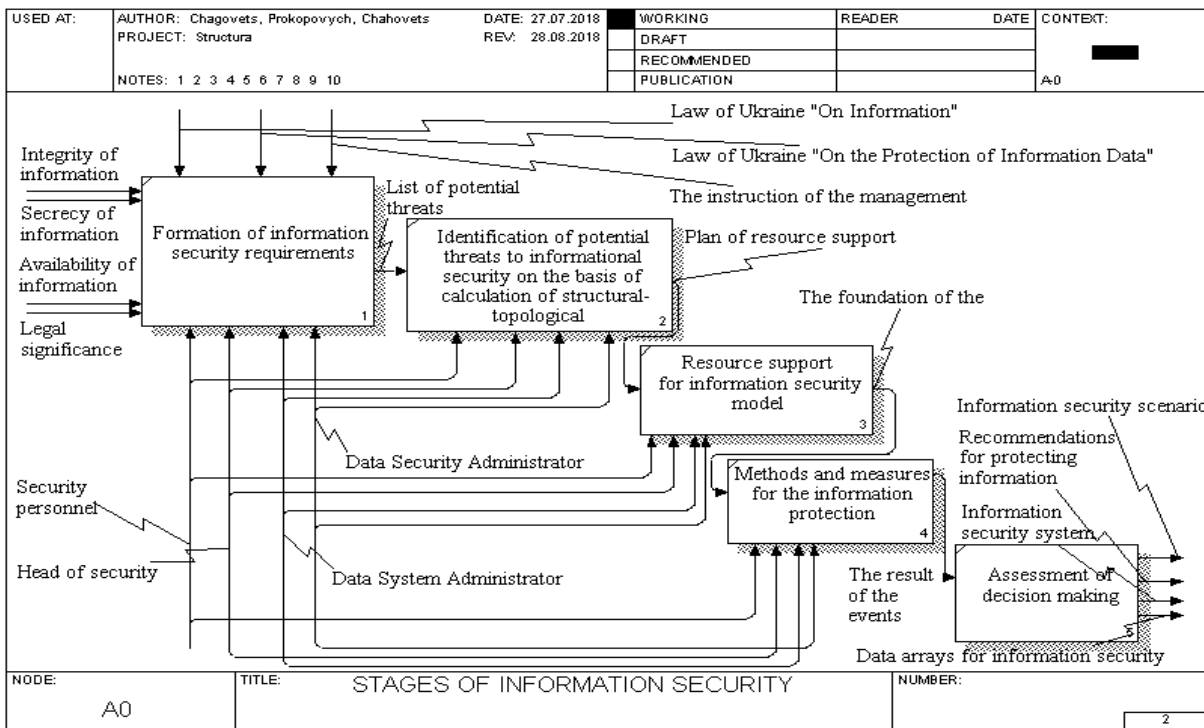 USED AT:
AUTHOR: Chagovets, Prokopovych, Chahovets
DATE: 27.07.2018
PROJECT: Structura
REV: 28.08.2018
NOTES: 1 2 3 4 5 6 7 8 9 10
WORKING
DRAFT
RECOMMENDED
PUBLICATION
READER
DATE
CONTEXT:
A-0
Law of Ukraine "On Information"
Law of Ukraine "On the Protection of Information Data"
The instruction of the management
Integrity of
information
Secrecy of
information
Availability of
information
Legal
significance
Formation of information
security requirements
1
List of potential
threats
Identification of potential
threats to informational
security on the basis of
calculation of structural-
topological
2
Plan of resource support
The foundation of the
Resource support
for information security
model
3
Data Security Administrator
Methods and measures
for the information
protection
4
Information security scenario
Recommendations
for protecting
information
Information
security system
Security
personnel
Head of security
Data System Administrator
The result
of the
events
Assessment of
decision making
5
Data arrays for information security
NODE:
A0
TITLE:
STAGES OF INFORMATION SECURITY
NUMBER:
2